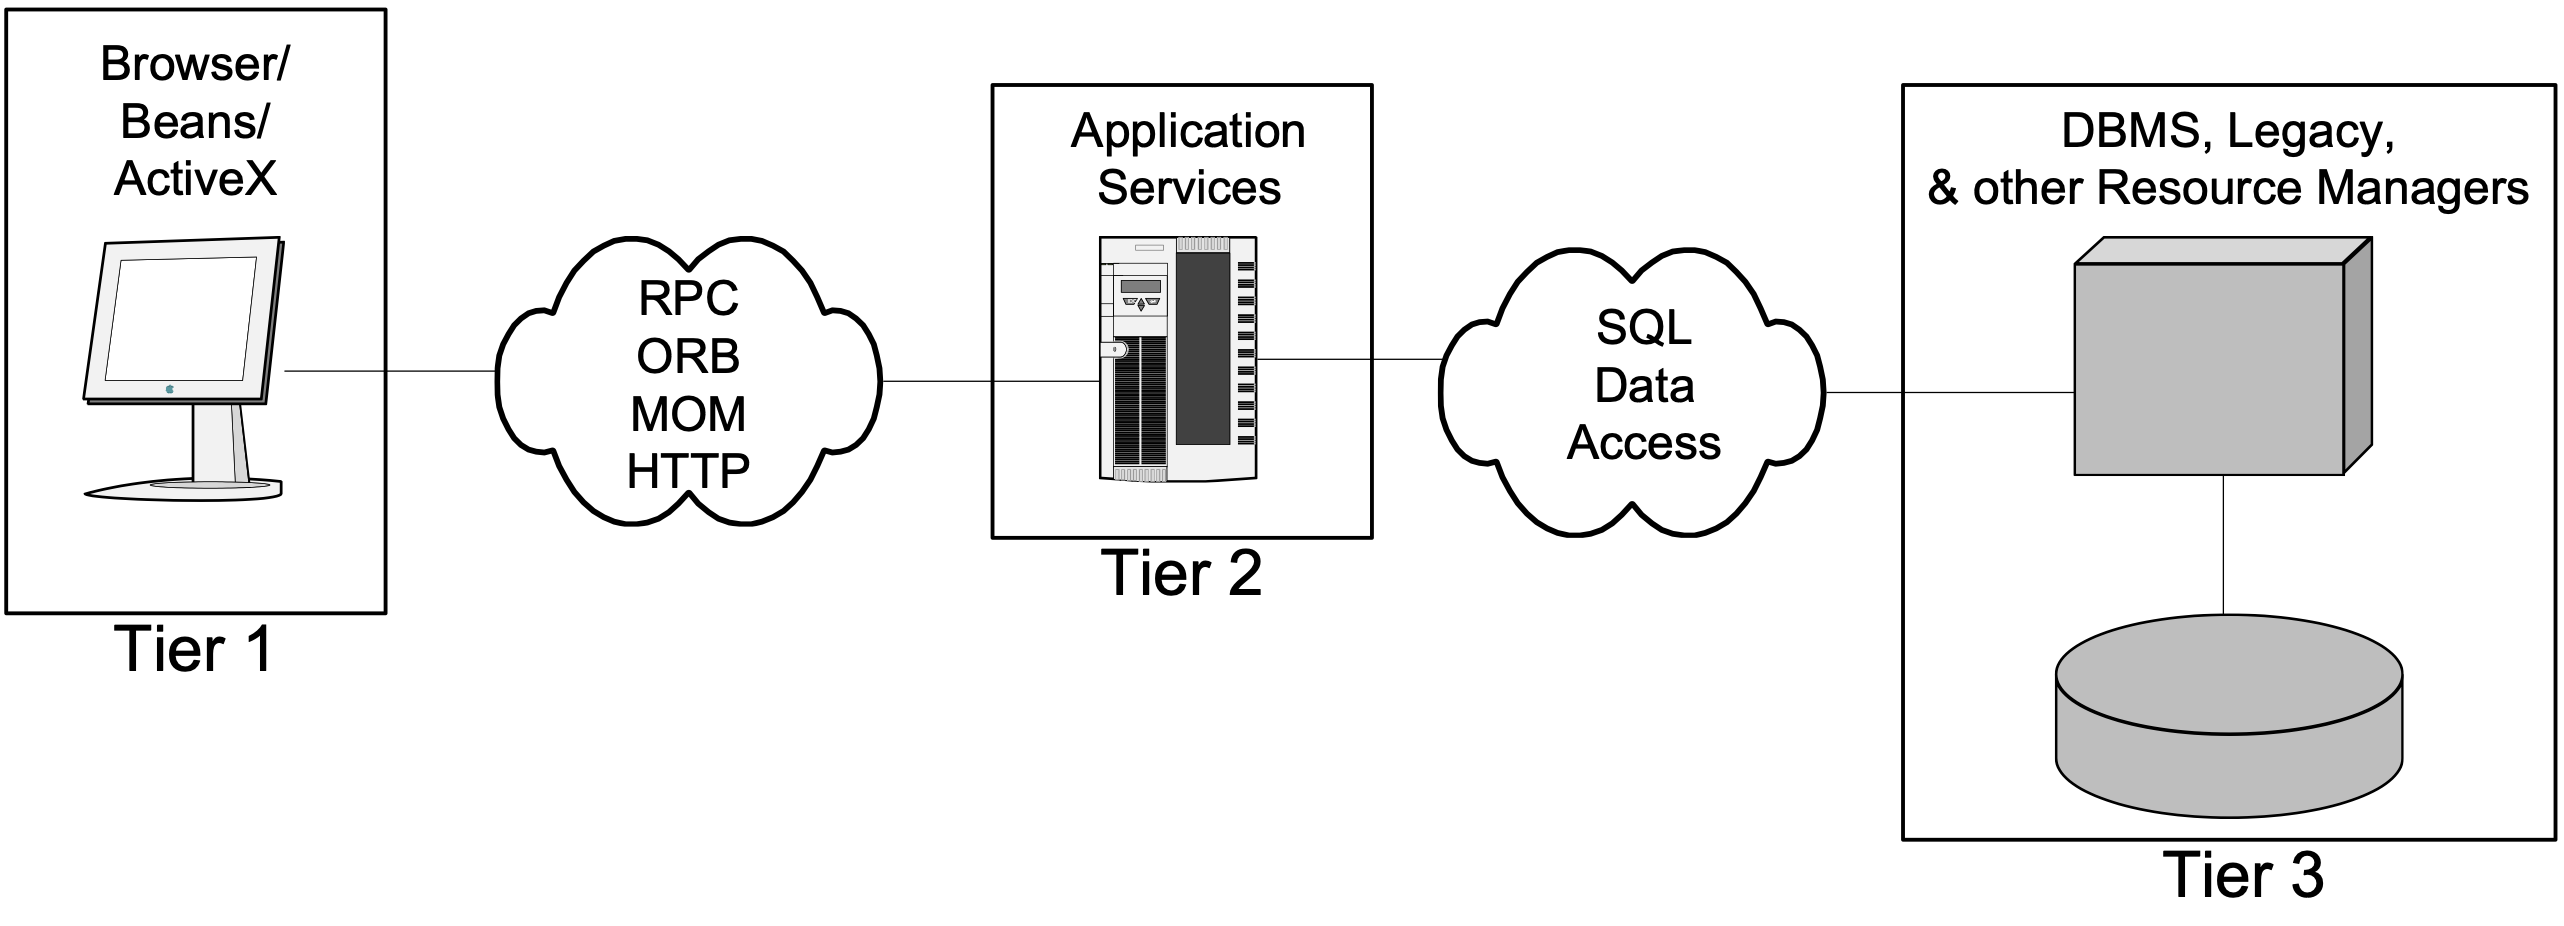 Browser/
Beans/
ActiveX
Tier 1
RPC
ORB
MOM
HTTP
Application
Services
Tier 2
SQL
Data
Access
DBMS, Legacy,
& other Resource Managers
Tier 3